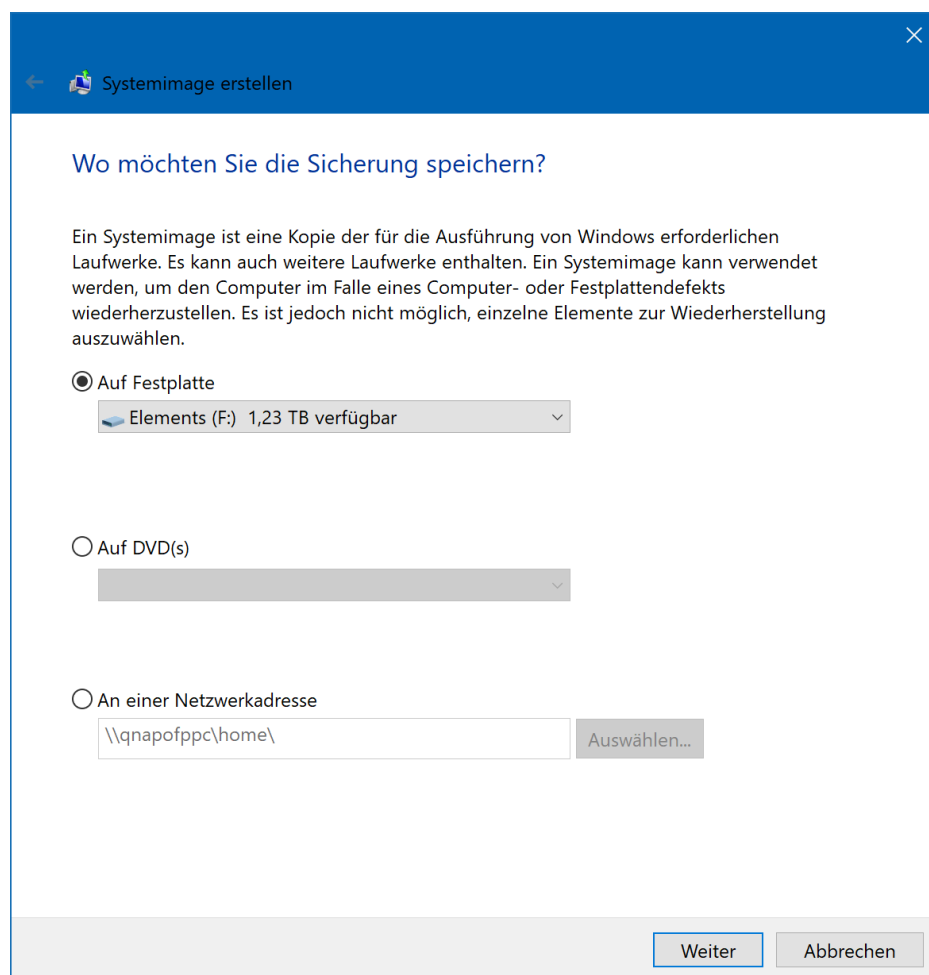 Systemimage erstellen
Wo möchten Sie die Sicherung speichern?
Ein Systemimage ist eine Kopie der für die Ausführung von Windows erforderlichen
Laufwerke. Es kann auch weitere Laufwerke enthalten. Ein Systemimage kann verwendet
werden, um den Computer im Falle eines Computer- oder Festplattendefekts
wiederherzustellen. Es ist jedoch nicht möglich, einzelne Elemente zur Wiederherstellung
auszuwählen.
Auf Festplatte
Elements (F:) 1,23 TB verfügbar
Auf DVD(s)
An einer Netzwerkadresse
\\qnapofppc\home\
Auswählen...
Weiter
Abbrechen